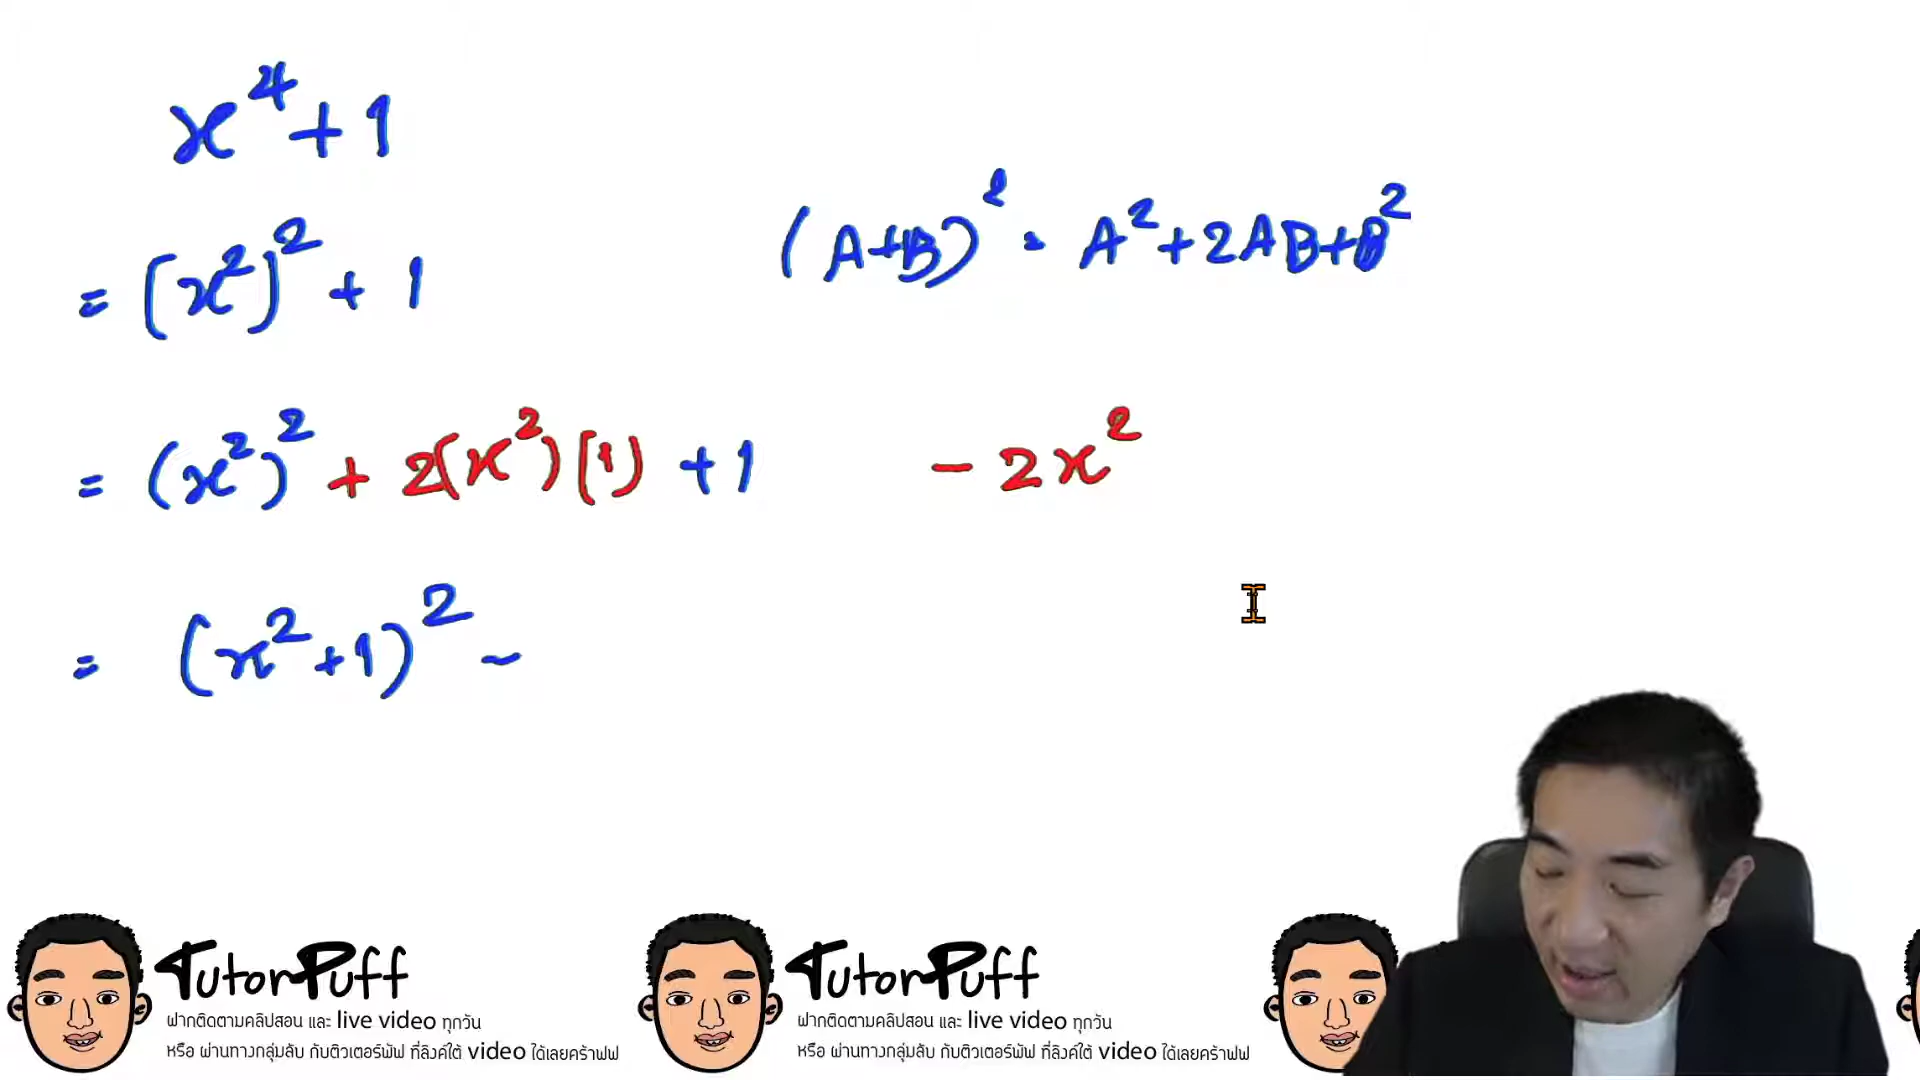 x⁴+1
(A+B)² = A²+2AB+B²
= (x²)² + 1
= (x²)² + 2(x²)(1) + 1 - 2x²
= (x²+1)² -
TutorPuff
ฝากติดตามคลิปสอน และ live video ทุกวัน
หรือ ผ่านทางกลุ่มลับ กับติวเตอร์พัฟ ที่ลิงค์ใต้ video ได้เลยคร้าฟฟ
TutorPuff
ฝากติดตามคลิปสอน และ live video ทุกวัน
หรือ ผ่านทางกลุ่มลับ กับติวเตอร์พัฟ ที่ลิงค์ใต้ video ได้เลยคร้าฟฟ